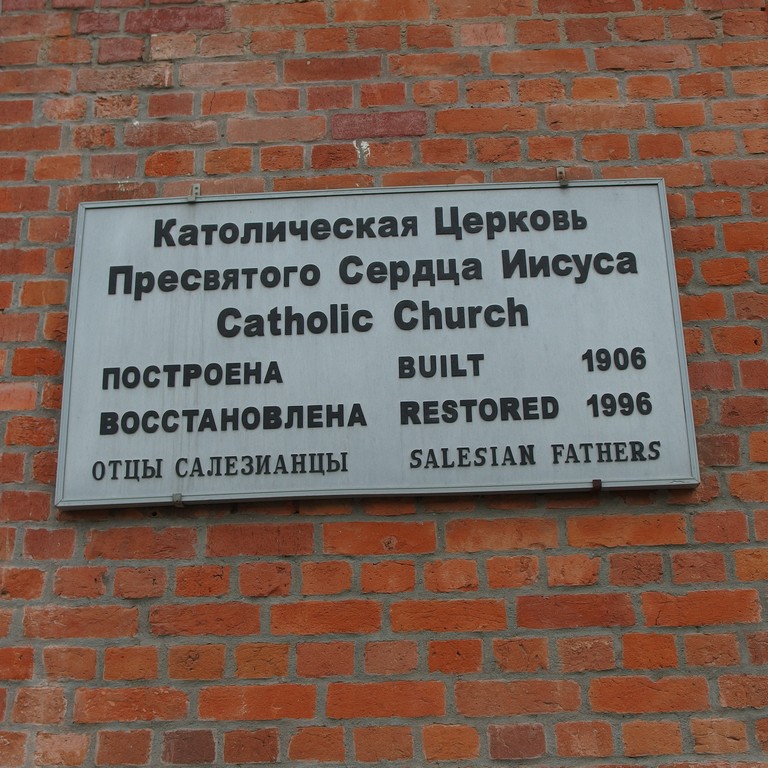 Католическая Церковь
Пресвятого Сердца Иисуса
Catholic Church
ПОСТРОЕНА BUILT 1906
ВОССТАНОВЛЕНА RESTORED 1996
ОТЦЫ САЛЕЗИАНЦЫ SALESIAN FATHERS